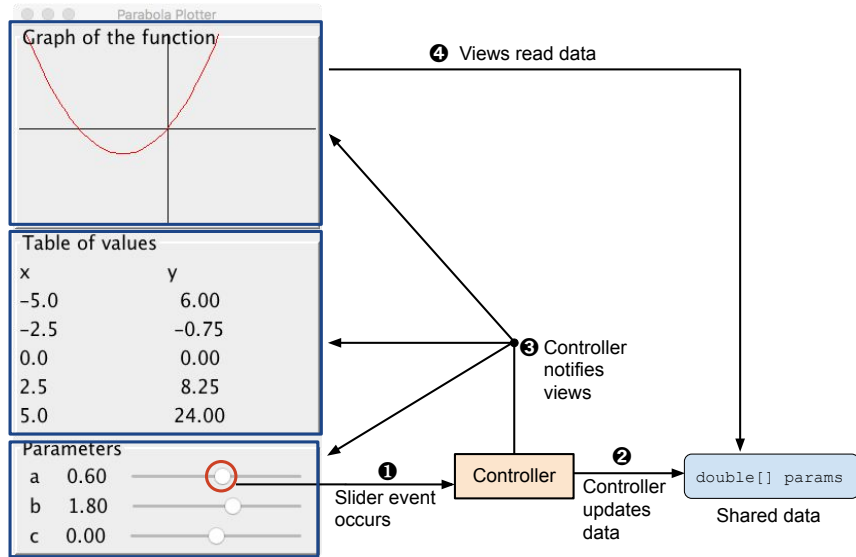 Parabola Plotter
Graph of the function
❹ Views read data
Table of values
x y
−5.0 6.00
−2.5 −0.75
0.0 0.00
2.5 8.25
5.0 24.00
❸ Controller
notifies
views
Parameters
a 0.60
b 1.80
c 0.00
❶
Slider event
occurs
Controller
❷
Controller
updates
data
double[] params
Shared data